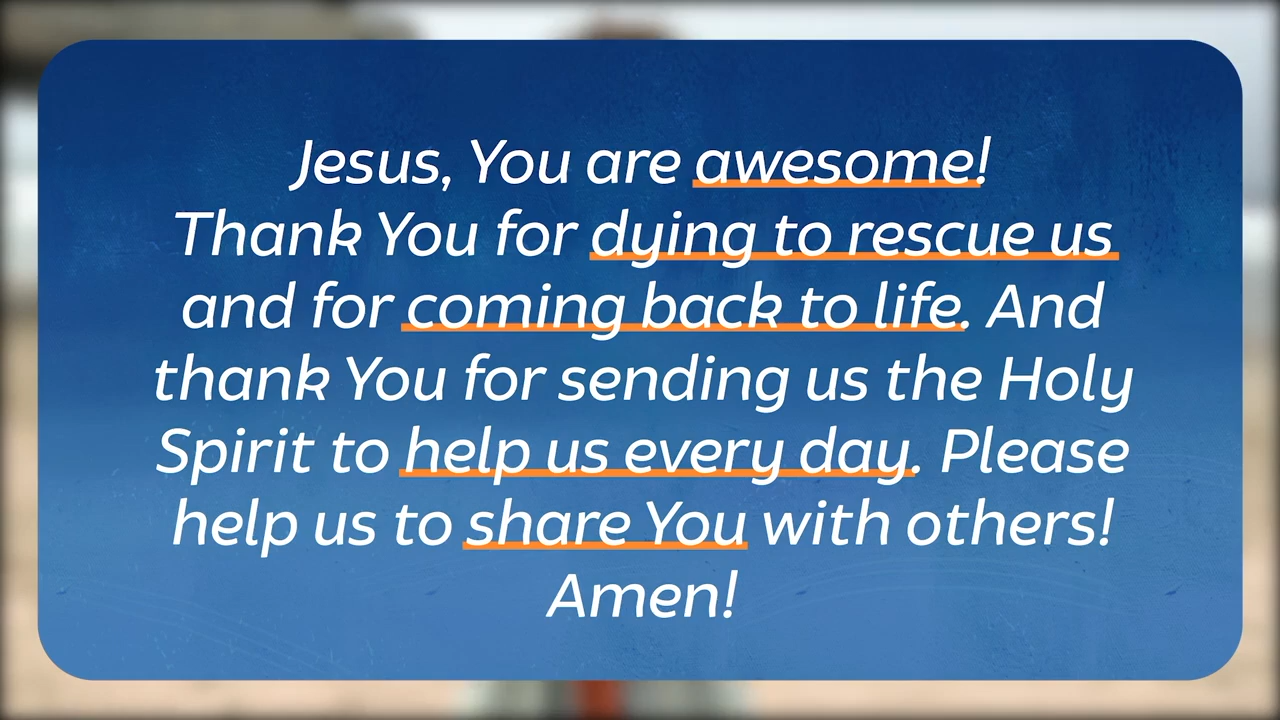 Jesus, You are awesome!
Thank You for dying to rescue us
and for coming back to life. And
thank You for sending us the Holy
Spirit to help us every day. Please
help us to share You with others!
Amen!